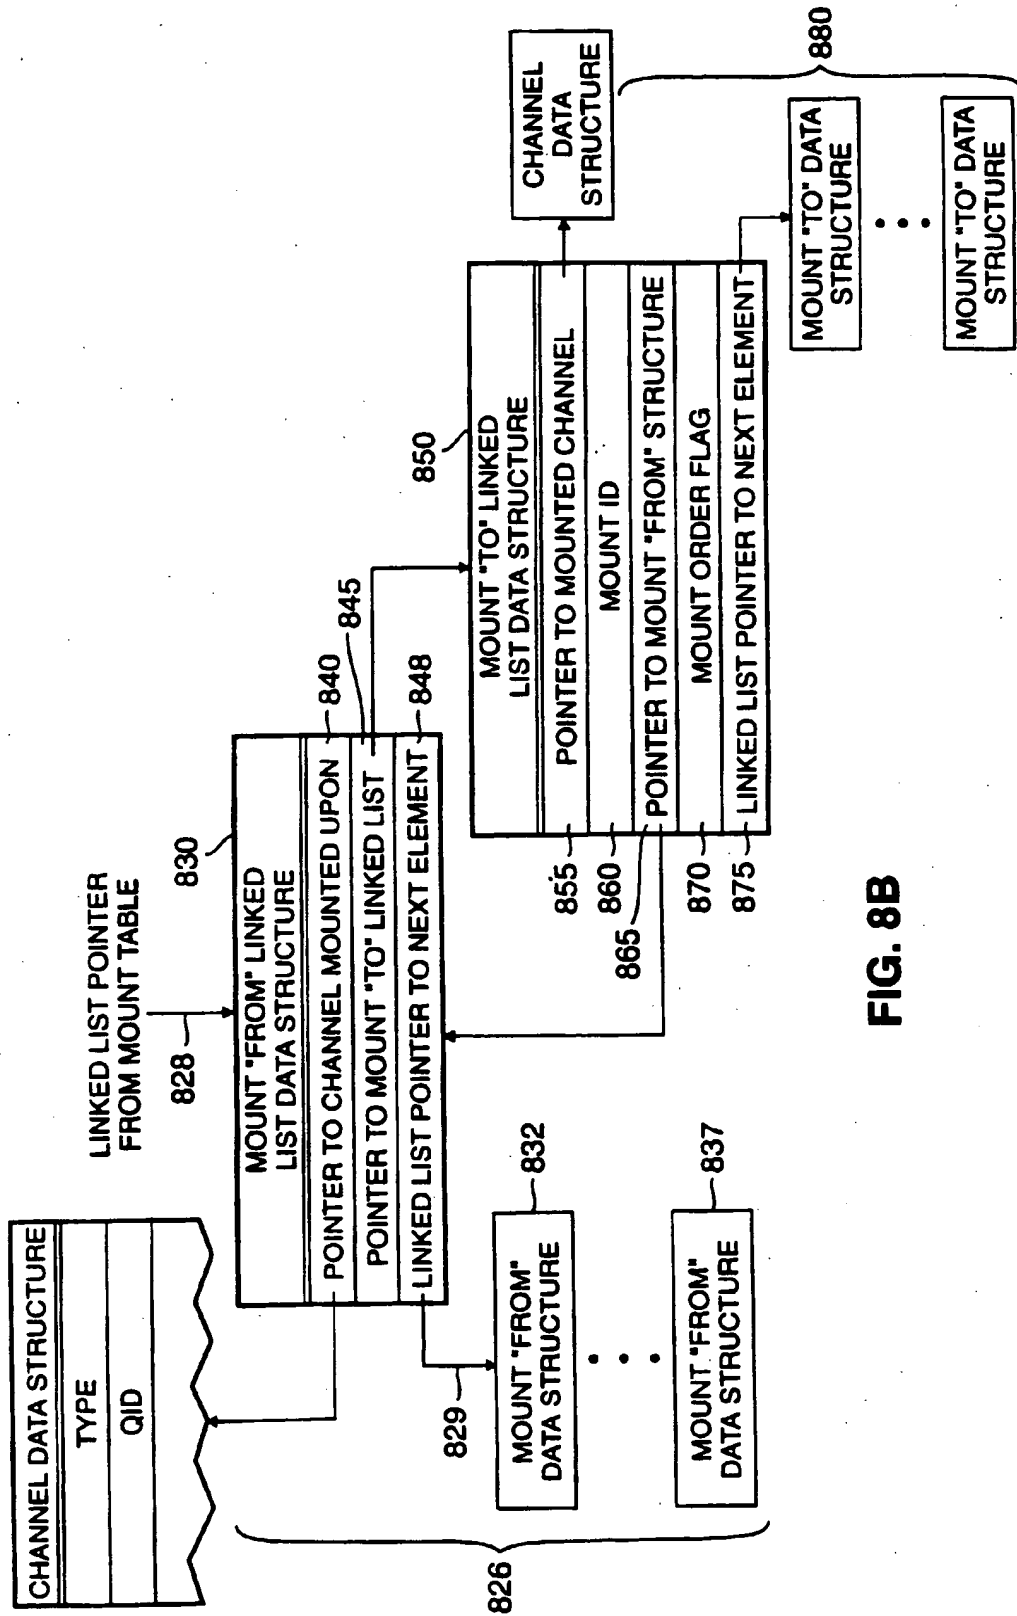 CHANNEL DATA STRUCTURE
TYPE
QID
LINKED LIST POINTER
FROM MOUNT TABLE
828
830
MOUNT "FROM" LINKED
LIST DATA STRUCTURE
POINTER TO CHANNEL MOUNTED UPON
840
POINTER TO MOUNT "TO" LINKED LIST
845
LINKED LIST POINTER TO NEXT ELEMENT
848
829
MOUNT "FROM"
DATA STRUCTURE
832
MOUNT "FROM"
DATA STRUCTURE
837
826
850
MOUNT "TO" LINKED
LIST DATA STRUCTURE
855
POINTER TO MOUNTED CHANNEL
860
MOUNT ID
865
POINTER TO MOUNT "FROM" STRUCTURE
870
MOUNT ORDER FLAG
875
LINKED LIST POINTER TO NEXT ELEMENT
CHANNEL
DATA
STRUCTURE
MOUNT "TO" DATA
STRUCTURE
MOUNT "TO" DATA
STRUCTURE
880
FIG. 8B